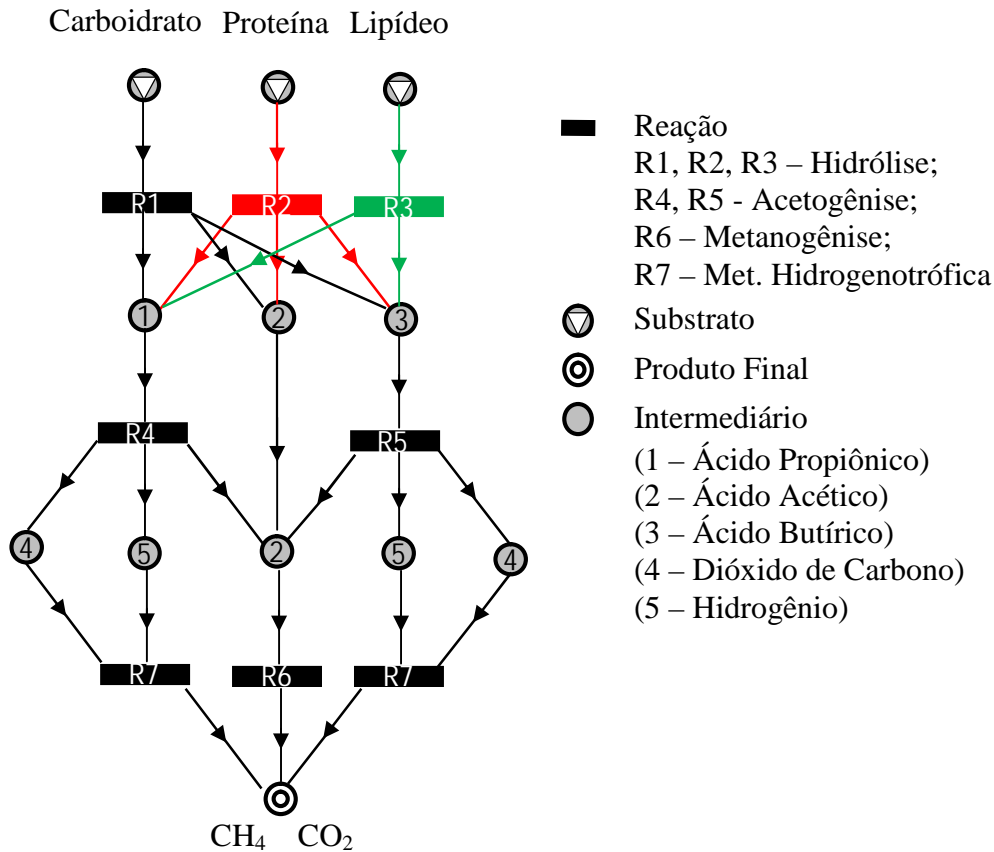 Carboidrato Proteína Lipídeo
R1 R2 R3
1 2 3
R4 R5
4 5 2 5 4
R7 R6 R7
CH₄ CO₂
Reação
R1, R2, R3 – Hidrólise;
R4, R5 - Acetogênise;
R6 – Metanogênise;
R7 – Met. Hidrogenotrófica
Substrato
Produto Final
Intermediário
(1 – Ácido Propiônico)
(2 – Ácido Acético)
(3 – Ácido Butírico)
(4 – Dióxido de Carbono)
(5 – Hidrogênio)